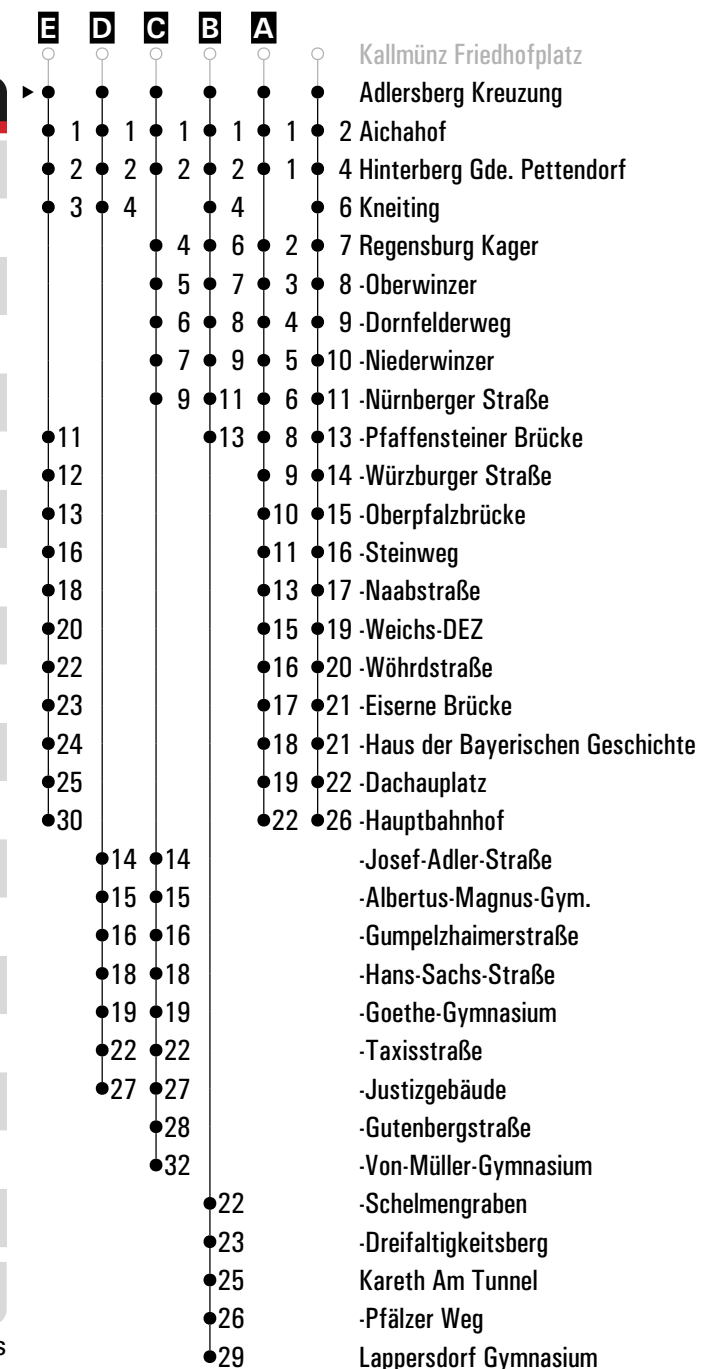 E D C B A
Kallmünz Friedhofplatz
Adlersberg Kreuzung
1 1 1 1 1 2 Aichahof
2 2 2 2 1 4 Hinterberg Gde. Pettendorf
3 4 4 6 Kneiting
4 6 2 7 Regensburg Kager
5 7 3 8 -Oberwinzer
6 8 4 9 -Dornfelderweg
7 9 5 10 -Niederwinzer
9 11 6 11 -Nürnberger Straße
11 13 8 13 -Pfaffensteiner Brücke
12 9 14 -Würzburger Straße
13 10 15 -Oberpfalzbrücke
16 11 16 -Steinweg
18 13 17 -Naabstraße
20 15 19 -Weichs-DEZ
22 16 20 -Wöhrdstraße
23 17 21 -Eiserne Brücke
24 18 21 -Haus der Bayerischen Geschichte
25 19 22 -Dachauplatz
30 22 26 -Hauptbahnhof
14 14 -Josef-Adler-Straße
15 15 -Albertus-Magnus-Gym.
16 16 -Gumpelzhaimerstraße
18 18 -Hans-Sachs-Straße
19 19 -Goethe-Gymnasium
22 22 -Taxisstraße
27 27 -Justizgebäude
28 -Gutenbergstraße
32 -Von-Müller-Gymnasium
22 -Schelmengraben
23 -Dreifaltigkeitsberg
25 Kareth Am Tunnel
26 -Pfälzer Weg
s
29 Lappersdorf Gymnasium